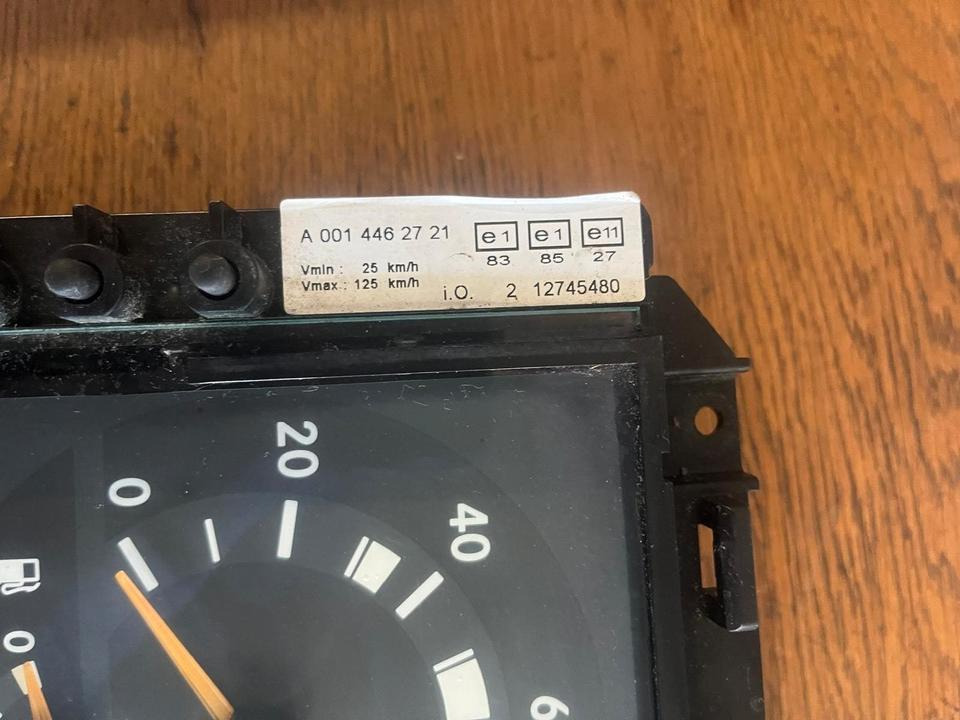 A 001 446 27 21 e1 e1 e11
83 85 27
Vmin : 25 km/h
Vmax : 125 km/h
i.O. 2 12745480
20
0
40
0
6